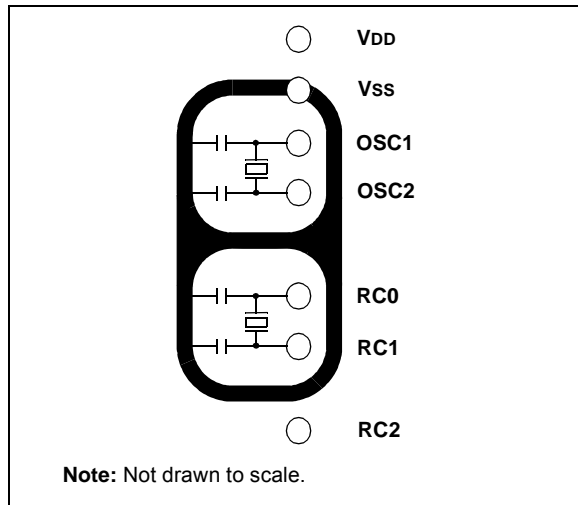 VDD
VSS
OSC1
OSC2
RC0
RC1
RC2
Note: Not drawn to scale.